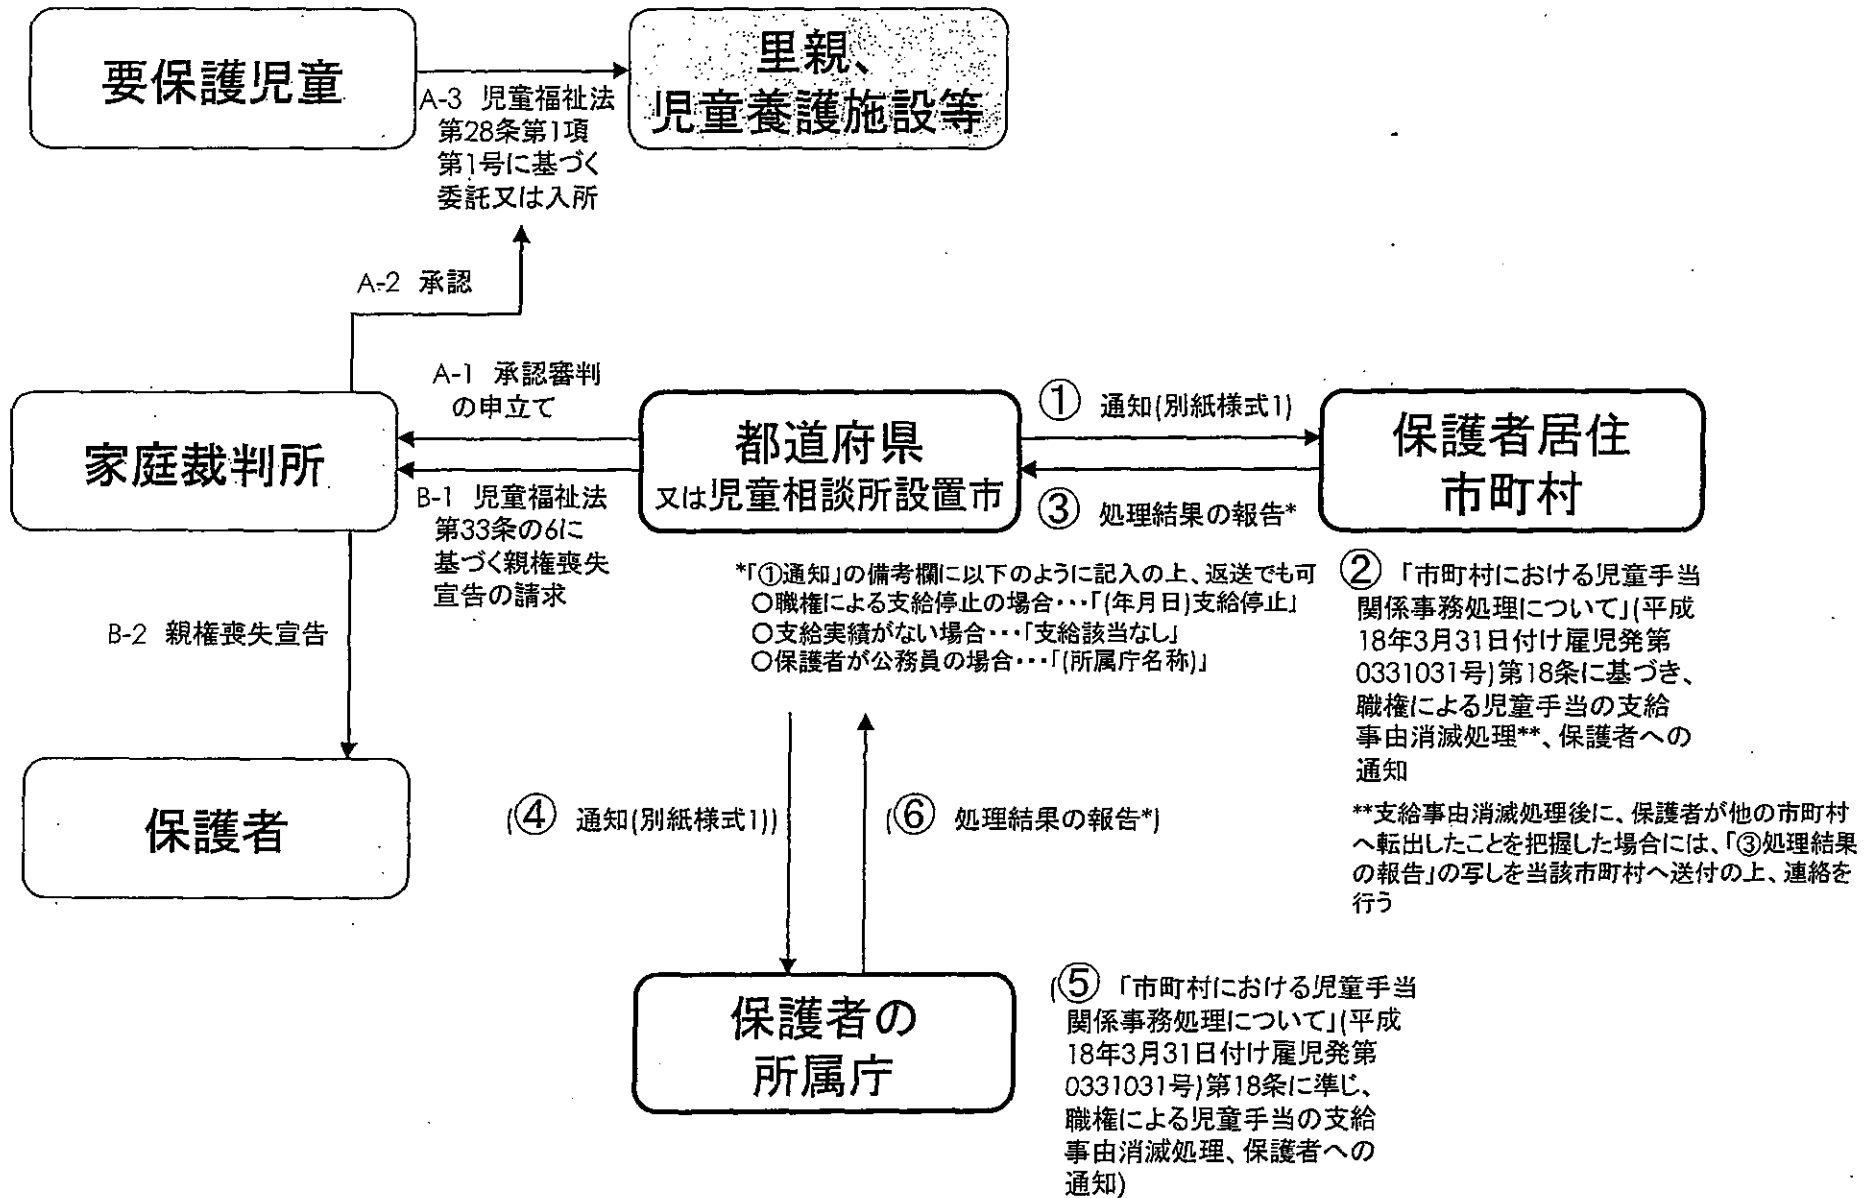 要保護児童
里親、
児童養護施設等
A-3 児童福祉法
第28条第1項
第1号に基づく
委託又は入所
A-2 承認
A-1 承認審判
の申立て
家庭裁判所
都道府県
又は児童相談所設置市
① 通知(別紙様式1)
保護者居住
市町村
③ 処理結果の報告*
B-1 児童福祉法
第33条の6に
基づく親権喪失
宣告の請求
*「①通知」の備考欄に以下のように記入の上、返送でも可
○職権による支給停止の場合・・・「(年月日)支給停止」
○支給実績がない場合・・・「支給該当なし」
○保護者が公務員の場合・・・「(所属庁名称)」
② 「市町村における児童手当
関係事務処理について」(平成
18年3月31日付け雇児発第
0331031号)第18条に基づき、
職権による児童手当の支給
事由消滅処理**、保護者への
通知
**支給事由消滅処理後に、保護者が他の市町村
へ転出したことを把握した場合には、「③処理結果
の報告」の写しを当該市町村へ送付の上、連絡を
行う
B-2 親権喪失宣告
保護者
(④ 通知(別紙様式1))
(⑥ 処理結果の報告*)
保護者の
所属庁
(⑤ 「市町村における児童手当
関係事務処理について」(平成
18年3月31日付け雇児発第
0331031号)第18条に準じ、
職権による児童手当の支給
事由消滅処理、保護者への
通知)